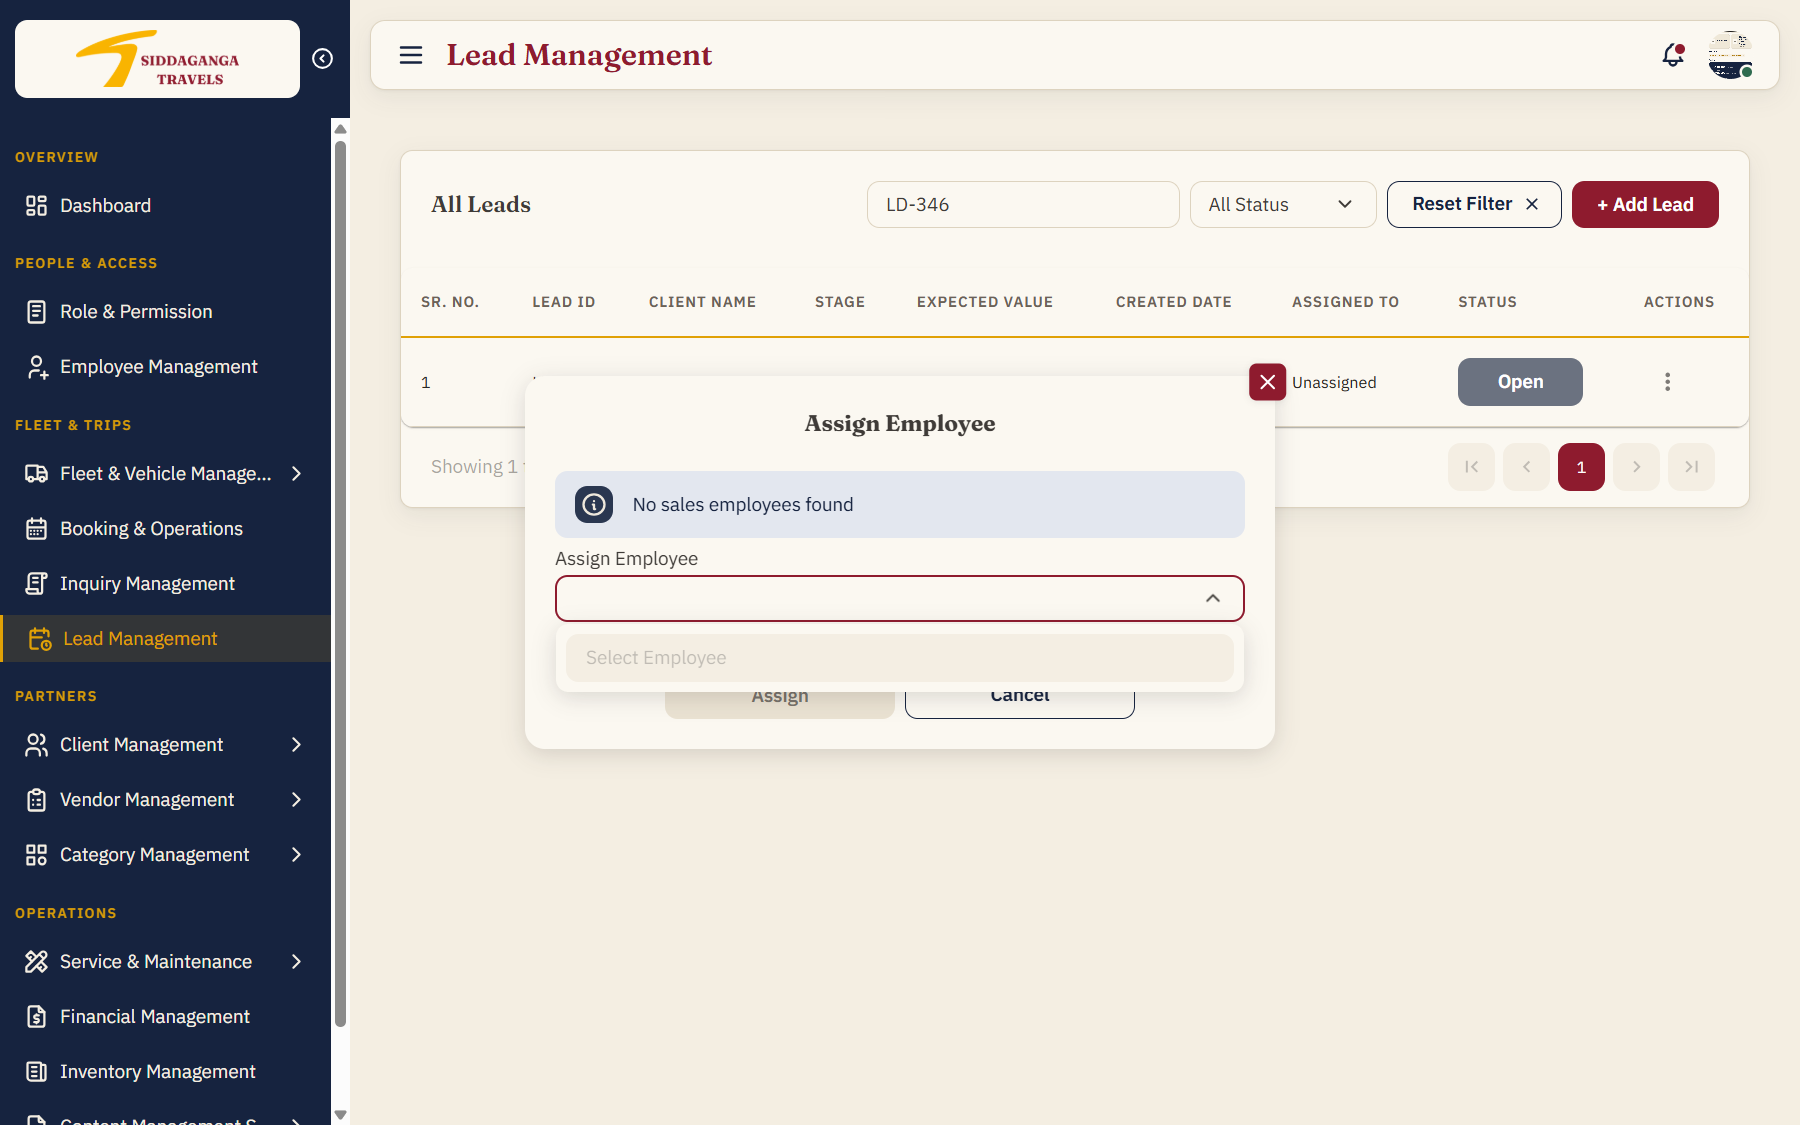 SIDDAGANGA
TRAVELS
OVERVIEW
Dashboard
PEOPLE & ACCESS
Role & Permission
Employee Management
FLEET & TRIPS
Fleet & Vehicle Manage...
Booking & Operations
Inquiry Management
Lead Management
PARTNERS
Client Management
Vendor Management
Category Management
OPERATIONS
Service & Maintenance
Financial Management
Inventory Management
Content Management S
Lead Management
All Leads
LD-346
All Status
Reset Filter
+ Add Lead
SR. NO. LEAD ID CLIENT NAME STAGE EXPECTED VALUE CREATED DATE ASSIGNED TO STATUS ACTIONS
1 Unassigned Open
Showing 1
1
Assign Employee
No sales employees found
Assign Employee
Select Employee
Assign
Cancel